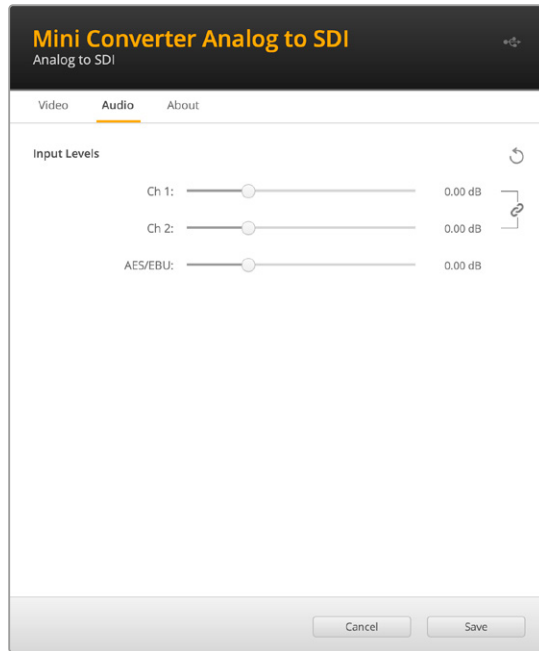 Mini Converter Analog to SDI
Analog to SDI
Video Audio About
Input Levels
Ch 1: 0.00 dB
Ch 2: 0.00 dB
AES/EBU: 0.00 dB
Cancel Save